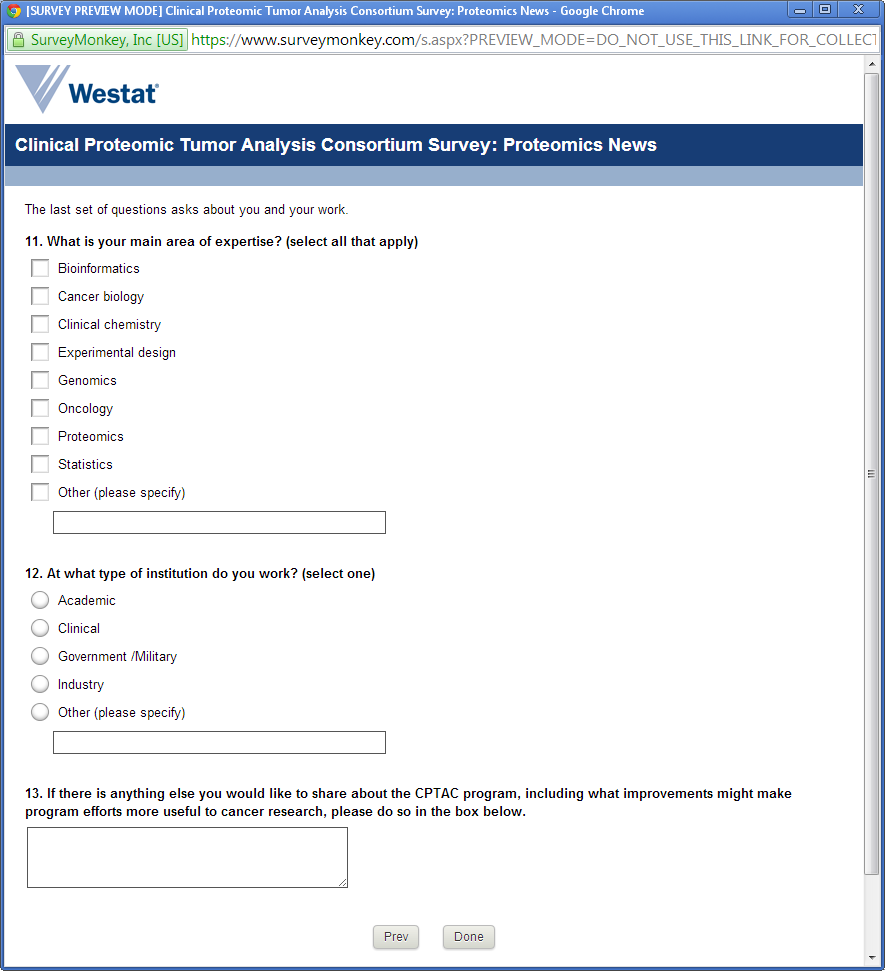 [SURVEY PREVIEW MODE] Clinical Proteomic Tumor Analysis Consortium Survey: Proteomics News - Google Chrome
SurveyMonkey, Inc [US] https://www.surveymonkey.com/s.aspx?PREVIEW_MODE=DO_NOT_USE_THIS_LINK_FOR_COLLECT
Westat®
Clinical Proteomic Tumor Analysis Consortium Survey: Proteomics News
The last set of questions asks about you and your work.
11. What is your main area of expertise? (select all that apply)
Bioinformatics
Cancer biology
Clinical chemistry
Experimental design
Genomics
Oncology
Proteomics
Statistics
Other (please specify)
12. At what type of institution do you work? (select one)
Academic
Clinical
Government /Military
Industry
Other (please specify)
13. If there is anything else you would like to share about the CPTAC program, including what improvements might make
program efforts more useful to cancer research, please do so in the box below.
Prev Done